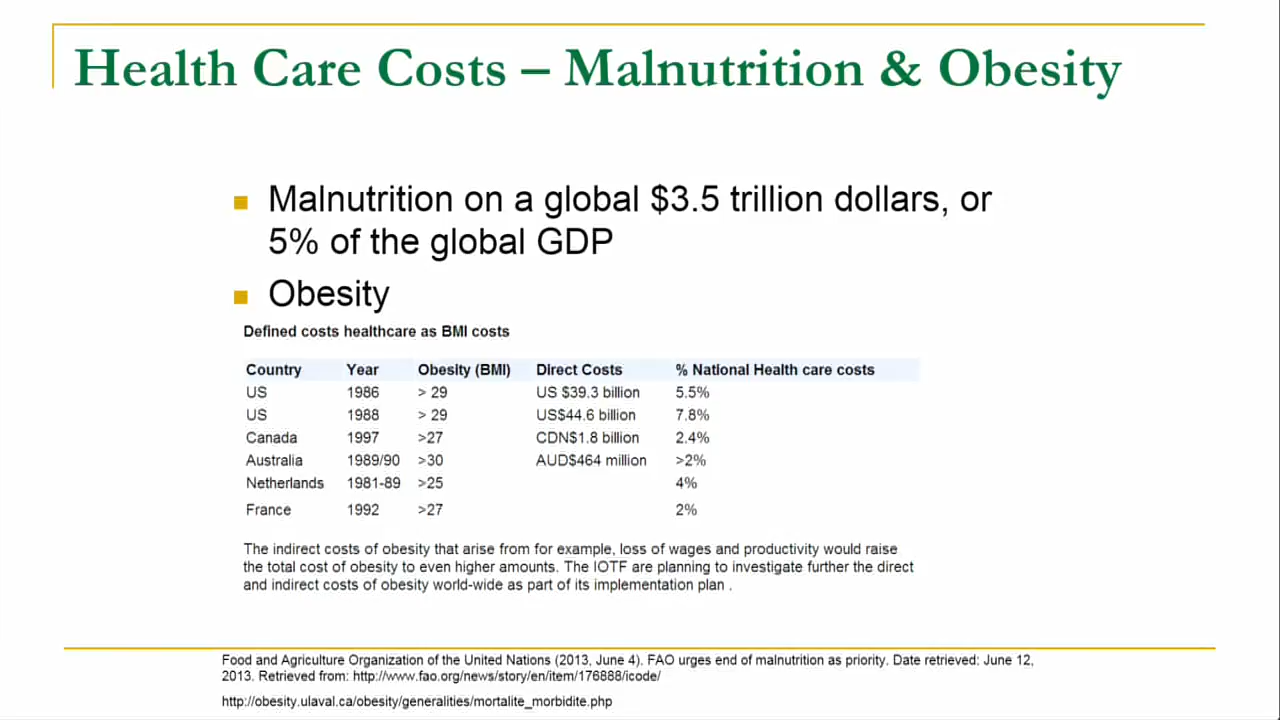 Health Care Costs – Malnutrition & Obesity
Malnutrition on a global $3.5 trillion dollars, or
5% of the global GDP
Obesity
Defined costs healthcare as BMI costs
Country Year Obesity (BMI) Direct Costs % National Health care costs
US 1986 > 29 US $39.3 billion 5.5%
US 1988 > 29 US$44.6 billion 7.8%
Canada 1997 >27 CDN$1.8 billion 2.4%
Australia 1989/90 >30 AUD$464 million >2%
Netherlands 1981-89 >25 4%
France 1992 >27 2%
The indirect costs of obesity that arise from for example, loss of wages and productivity would raise
the total cost of obesity to even higher amounts. The IOTF are planning to investigate further the direct
and indirect costs of obesity world-wide as part of its implementation plan .
Food and Agriculture Organization of the United Nations (2013, June 4). FAO urges end of malnutrition as priority. Date retrieved: June 12,
2013. Retrieved from: http://www.fao.org/news/story/en/item/176888/icode/
http://obesity.ulaval.ca/obesity/generalities/mortalite_morbidite.php